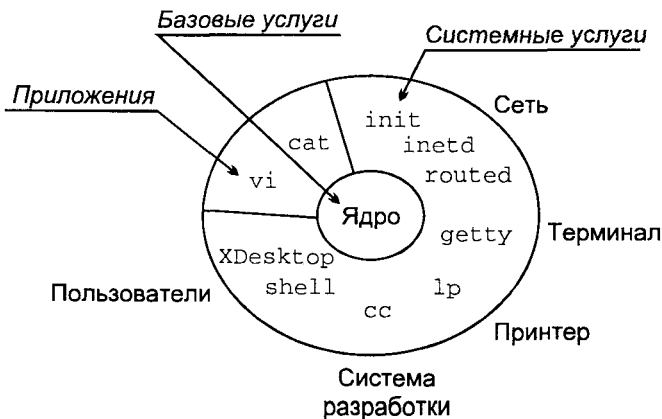 Базовые услуги
Системные услуги
Приложения
Сеть
init
cat
inetd
vi
routed
Ядро
getty
Терминал
XDesktop
Пользователи
shell
lp
cc
Принтер
Система
разработки